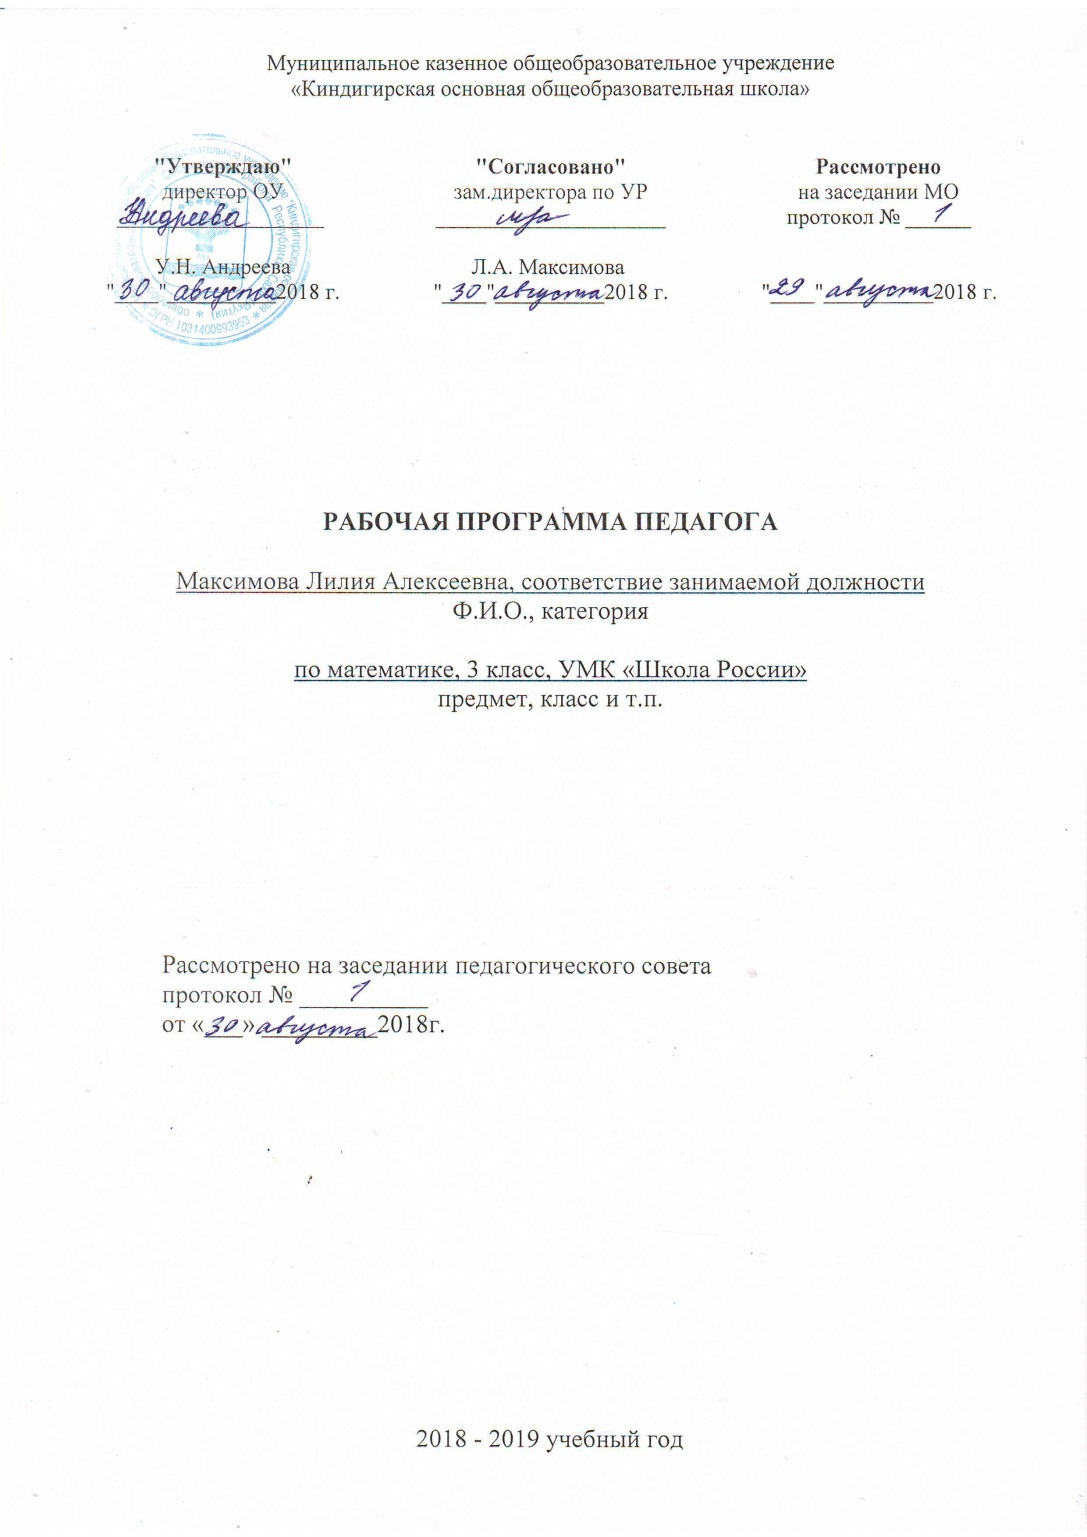 Муниципальное казенное общеобразовательное учреждение
«Киндигирская основная общеобразовательная школа»
"Утверждаю"
директор ОУ
Андреева
У.Н. Андреева
"30" августа 2018 г.
"Согласовано"
зам.директора по УР
Л.А. Максимова
"30" августа 2018 г.
Рассмотрено
на заседании МО
протокол № 1
"29" августа 2018 г.
ОГРН 1031400993953
РАБОЧАЯ ПРОГРАММА ПЕДАГОГА
Максимова Лилия Алексеевна, соответствие занимаемой должности
Ф.И.О., категория
по математике, 3 класс, УМК «Школа России»
предмет, класс и т.п.
Рассмотрено на заседании педагогического совета
протокол № 1
от «30» августа 2018г.
2018 - 2019 учебный год